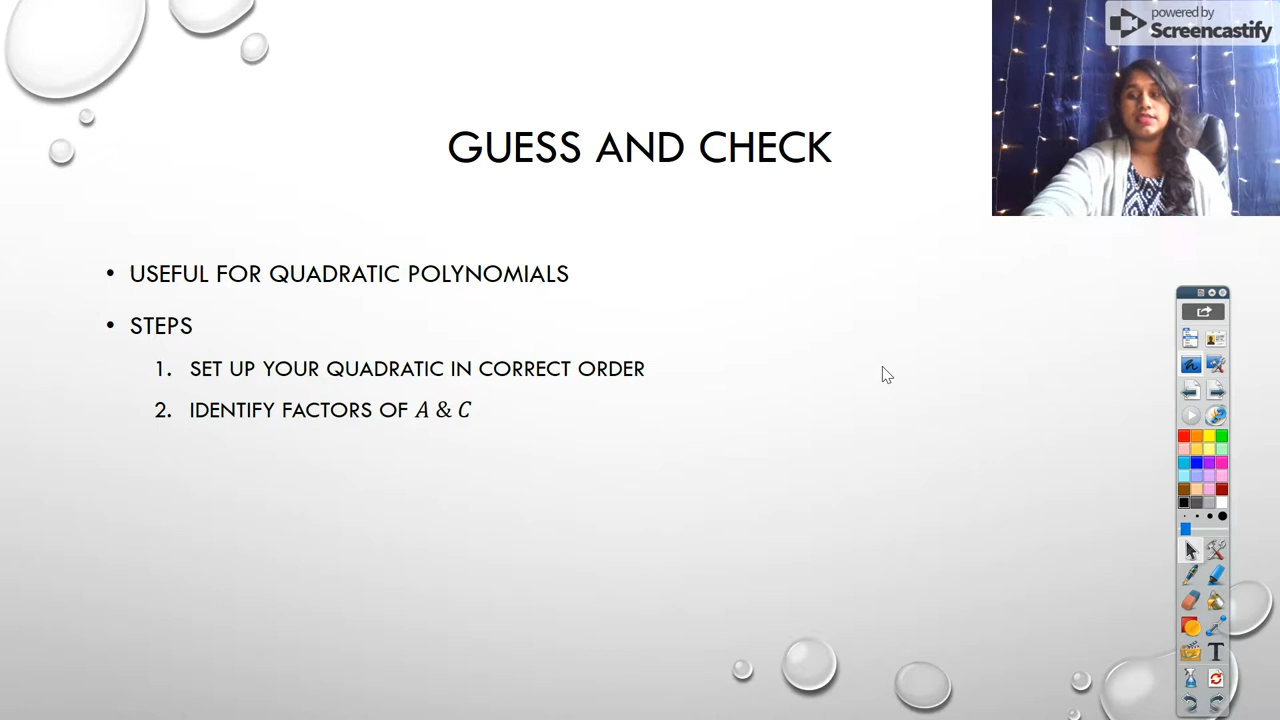 powered by
Screencastify
GUESS AND CHECK
• USEFUL FOR QUADRATIC POLYNOMIALS
• STEPS
1. SET UP YOUR QUADRATIC IN CORRECT ORDER
2. IDENTIFY FACTORS OF A & C
T